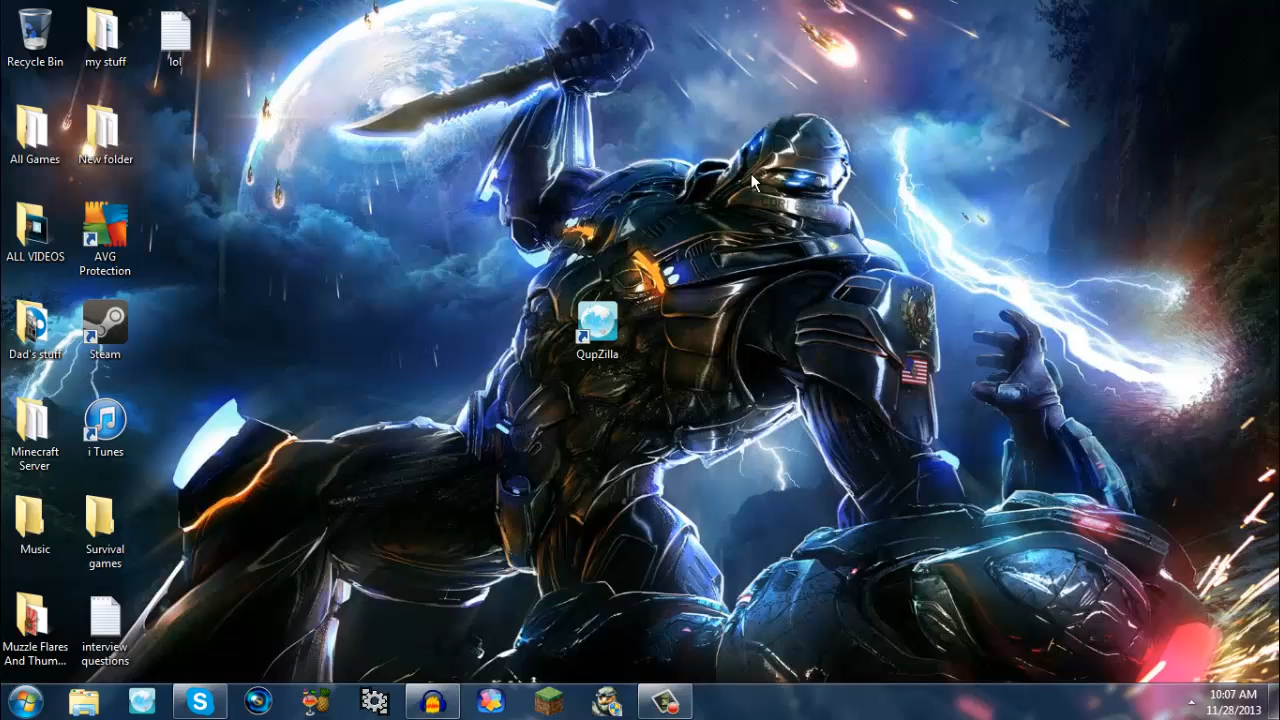 Recycle Bin
my stuff
lol
All Games
New folder
ALL VIDEOS
AVG
Protection
Dad's stuff
Steam
QupZilla
Minecraft
Server
i Tunes
Music
Survival
games
Muzzle Flares
And Thum...
interview
questions
10:07 AM
11/28/2013